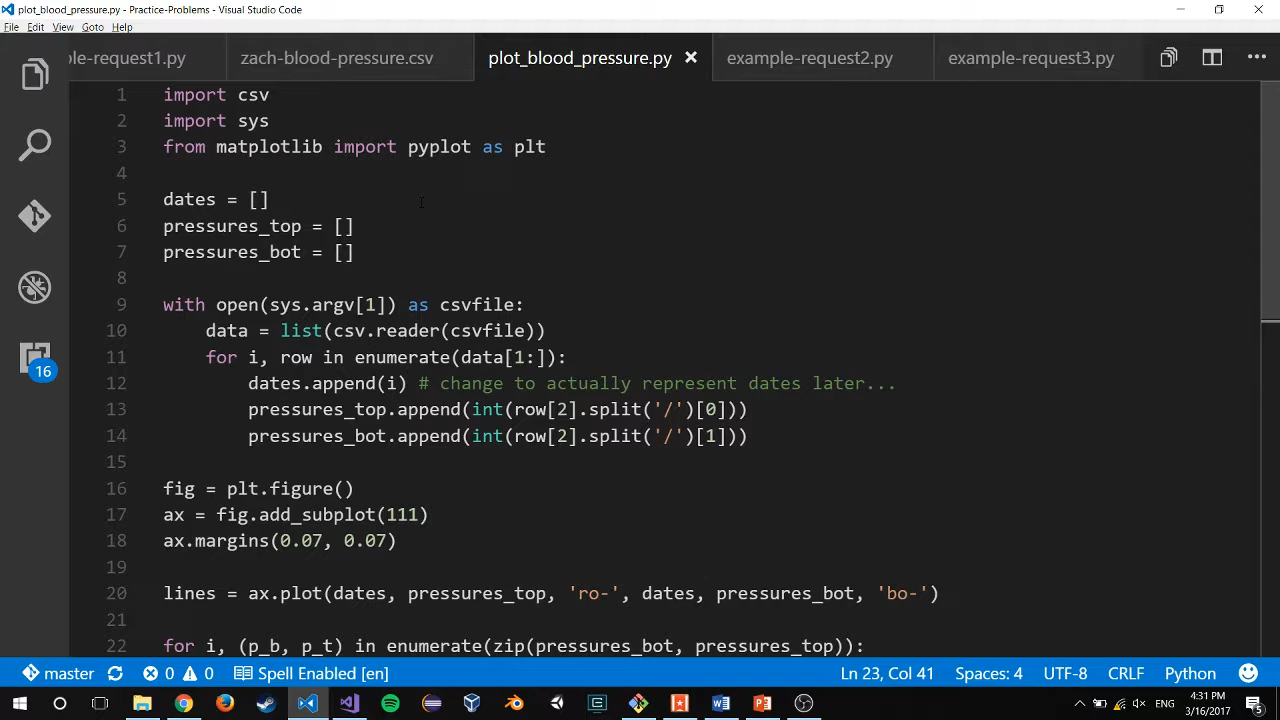 plot_blood_pressure.py - Practice-Problems - Visual Studio Code
File Edit View Goto Help
le-request1.py zach-blood-pressure.csv plot_blood_pressure.py example-request2.py example-request3.py
1 import csv
2 import sys
3 from matplotlib import pyplot as plt
4
5 dates = []
6 pressures_top = []
7 pressures_bot = []
8
9 with open(sys.argv[1]) as csvfile:
10     data = list(csv.reader(csvfile))
11     for i, row in enumerate(data[1:]):
12         dates.append(i) # change to actually represent dates later...
13         pressures_top.append(int(row[2].split('/')[0]))
14         pressures_bot.append(int(row[2].split('/')[1]))
15
16 fig = plt.figure()
17 ax = fig.add_subplot(111)
18 ax.margins(0.07, 0.07)
19
20 lines = ax.plot(dates, pressures_top, 'ro-', dates, pressures_bot, 'bo-')
21
22 for i, (p_b, p_t) in enumerate(zip(pressures_bot, pressures_top)):
16
master 0 0 Spell Enabled [en] Ln 23, Col 41 Spaces: 4 UTF-8 CRLF Python
ENG 4:31 PM
3/16/2017 5